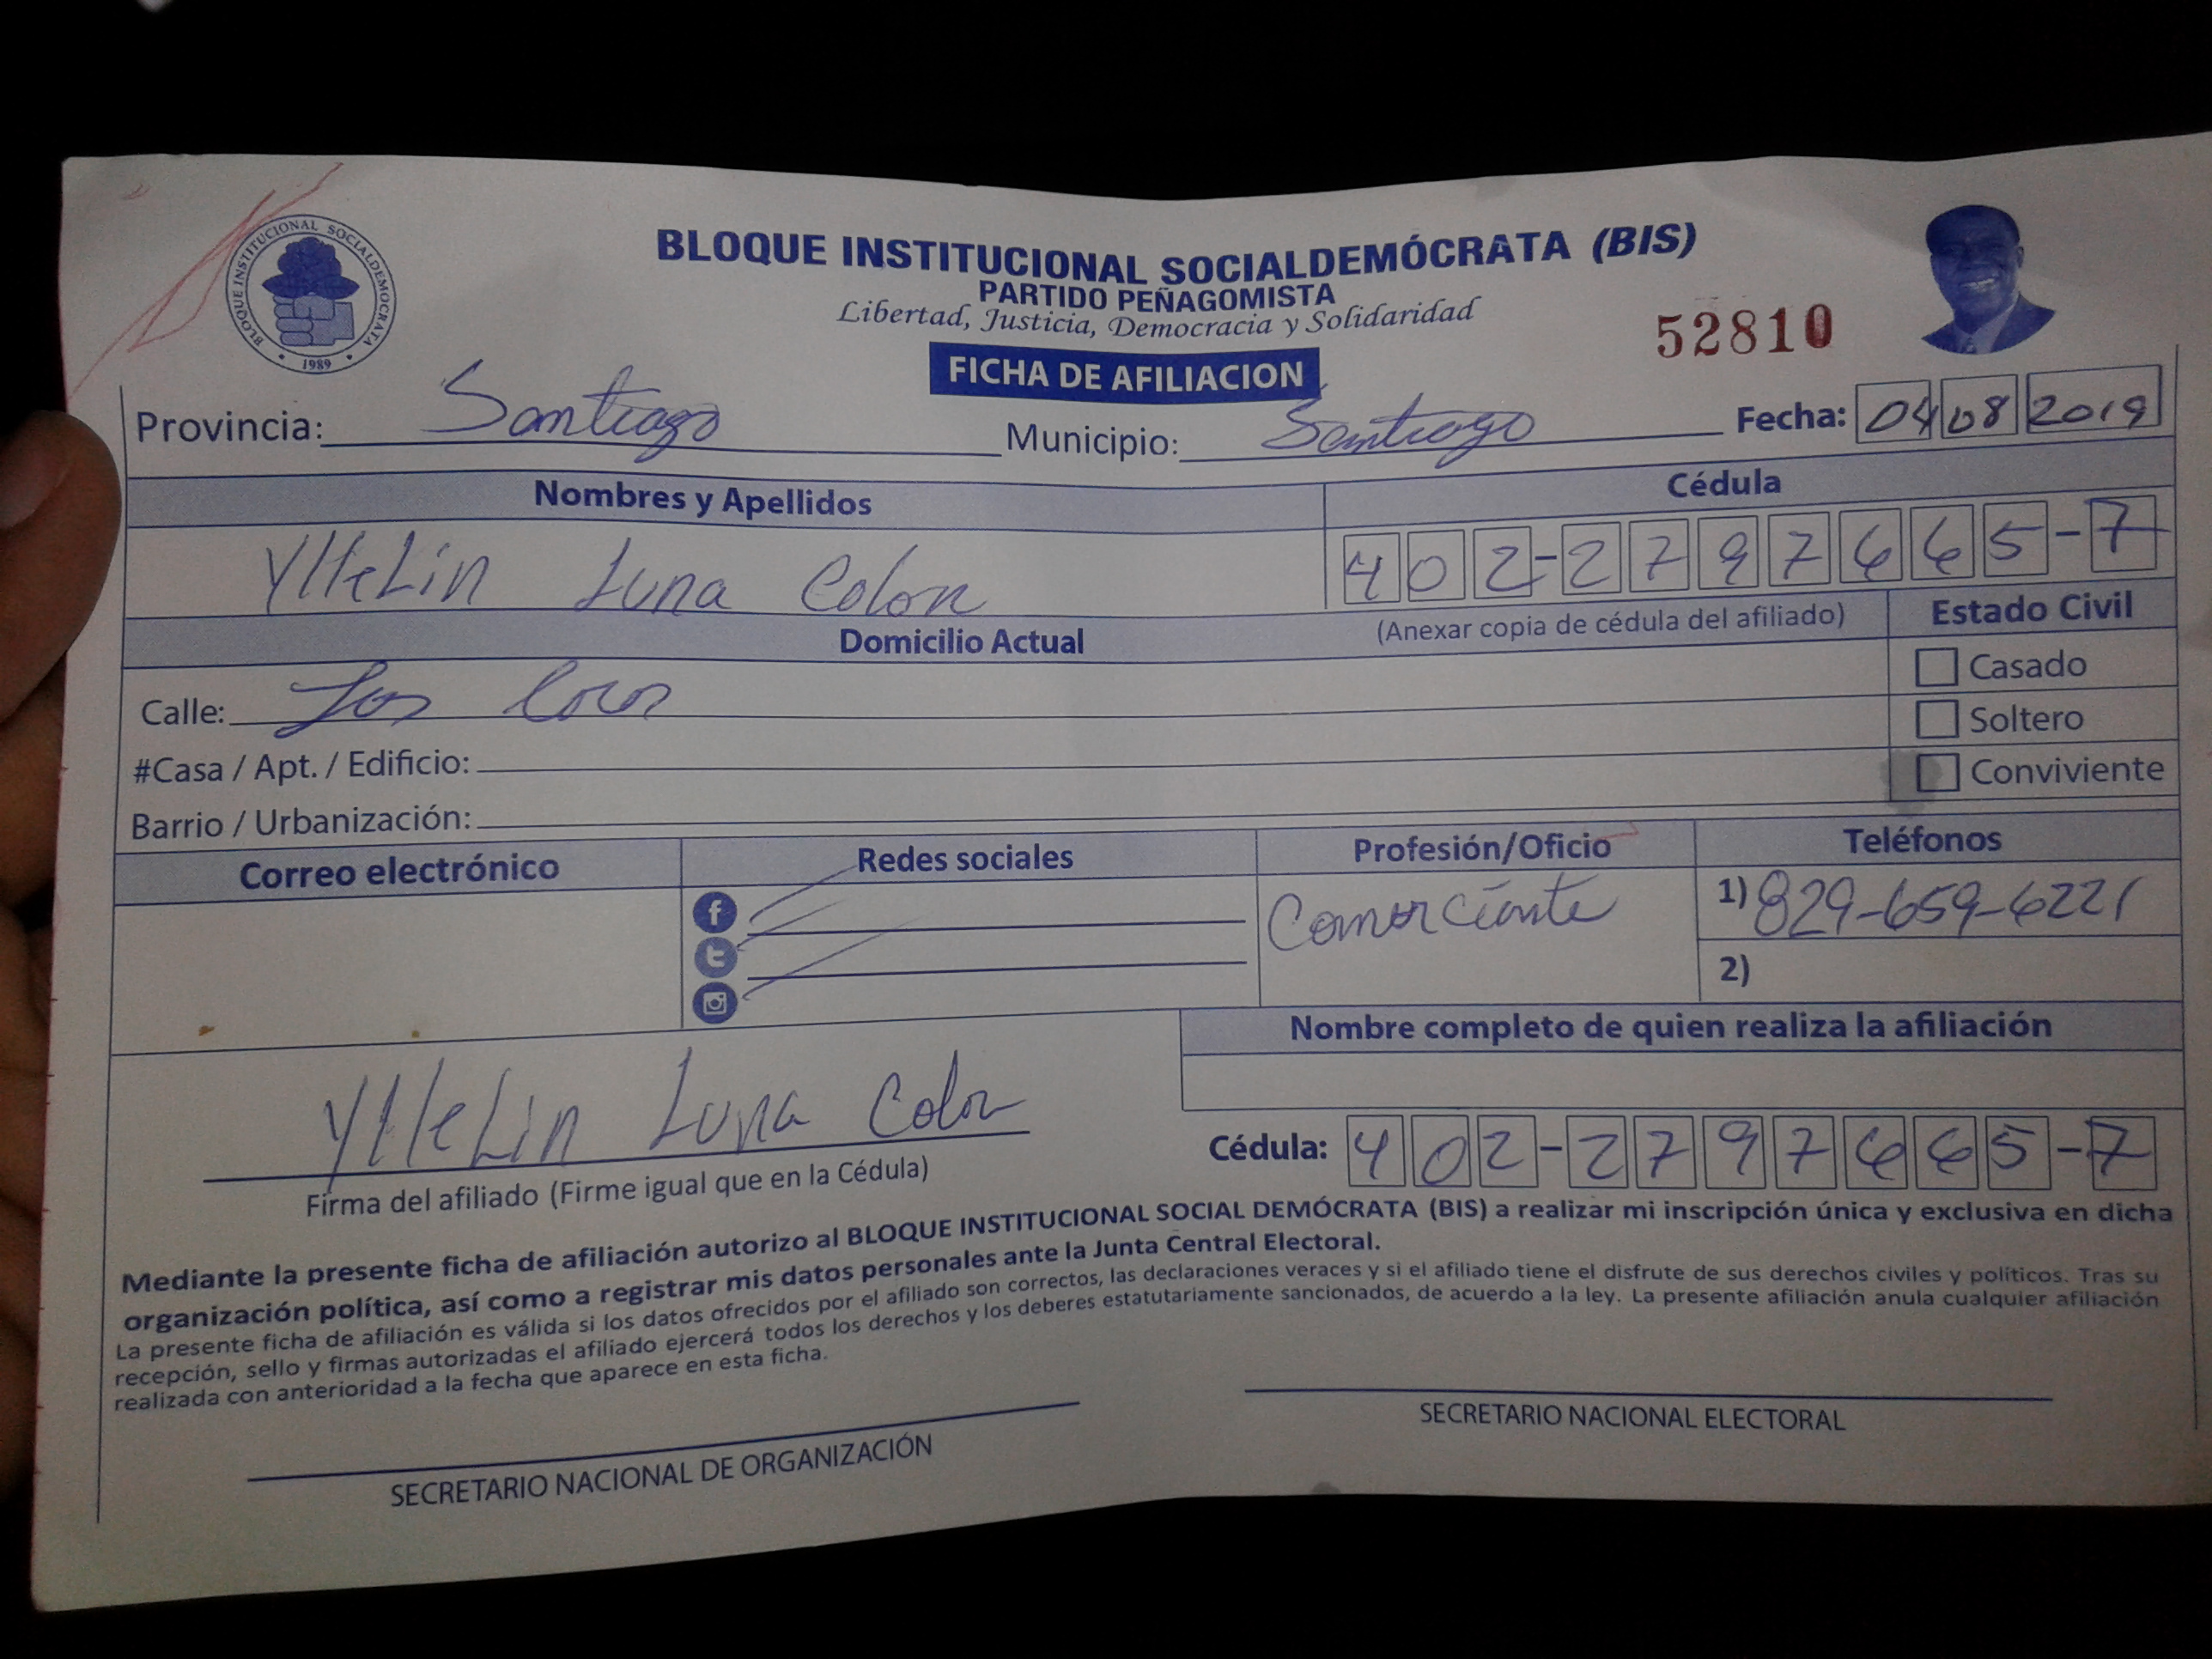 BLOQUE INSTITUCIONAL SOCIALDEMOCRATA
1989
BLOQUE INSTITUCIONAL SOCIALDEMÓCRATA (BIS)
PARTIDO PEÑAGOMISTA
Libertad, Justicia, Democracia y Solidaridad
52810
FICHA DE AFILIACION
Provincia: Santiago Municipio: Santiago Fecha: 04 08 2019
Nombres y Apellidos Cédula
Luna Colon 402-2797665-7
Domicilio Actual (Anexar copia de cédula del afiliado) Estado Civil
Calle: Los Cocos Casado
Soltero
#Casa / Apt. / Edificio: Conviviente
Barrio / Urbanización:
Correo electrónico Redes sociales Profesión/Oficio Teléfonos
Comerciante 1) 829-659-6221
2)
Nombre completo de quien realiza la afiliación
Luna Colon
Cédula: 402-2797665-7
Firma del afiliado (Firme igual que en la Cédula)
Mediante la presente ficha de afiliación autorizo al BLOQUE INSTITUCIONAL SOCIAL DEMÓCRATA (BIS) a realizar mi inscripción única y exclusiva en dicha
organización política, así como a registrar mis datos personales ante la Junta Central Electoral.
La presente ficha de afiliación es válida si los datos ofrecidos por el afiliado son correctos, las declaraciones veraces y si el afiliado tiene el disfrute de sus derechos civiles y políticos. Tras su
recepción, sello y firmas autorizadas el afiliado ejercerá todos los derechos y los deberes estatutariamente sancionados, de acuerdo a la ley. La presente afiliación anula cualquier afiliación
realizada con anterioridad a la fecha que aparece en esta ficha.
SECRETARIO NACIONAL DE ORGANIZACIÓN
SECRETARIO NACIONAL ELECTORAL